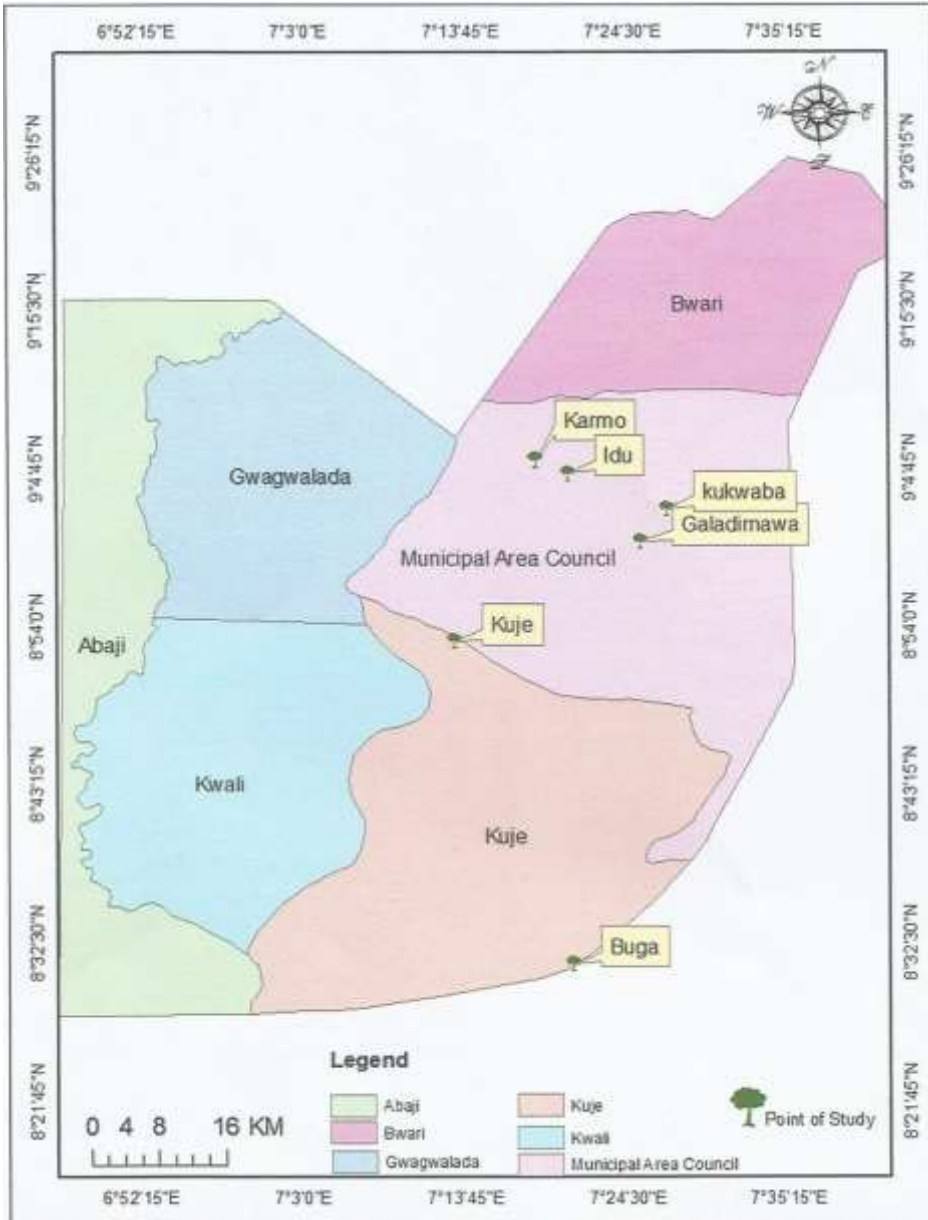 6°52'15"E 7°3'0"E 7°13'45"E 7°24'30"E 7°35'15"E
N
W E
9°26'15"N 9°26'15"N
9°15'30"N 9°15'30"N
Bwari
Karmo
Idu
9°4'45"N 9°4'45"N
Gwagwalada
kukwaba
Galadimawa
Municipal Area Council
8°54'0"N 8°54'0"N
Kuje
Abaji
8°43'15"N 8°43'15"N
Kwali
Kuje
8°32'30"N 8°32'30"N
Buga
8°21'45"N 8°21'45"N
Legend
Abaji
Bwari
Gwagwalada
Kuje
Kwali
Municipal Area Council
Point of Study
0 4 8 16 KM
6°52'15"E 7°3'0"E 7°13'45"E 7°24'30"E 7°35'15"E